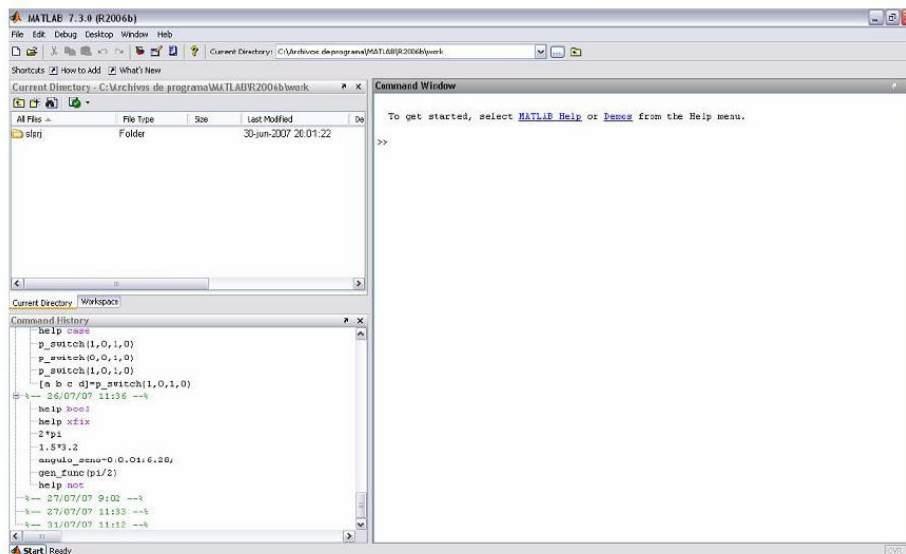 MATLAB 7.3.0 (R2006b)
File Edit Debug Desktop Window Help
Current Directory: C:\Archivos de programa\MATLAB\R2006b\work
Shortcuts How to Add What's New
Current Directory - C:\Archivos de programa\MATLAB\R2006b\work
All Files File Type Size Last Modified De
slprj Folder 30-jun-2007 20:01:22
Current Directory Workspace
Command History
help case
p_switch(1,0,1,0)
p_switch(0,0,1,0)
p_switch(1,0,1,0)
[a b c d]=p_switch(1,0,1,0)
%-- 26/07/07 11:36 --%
help bool
help xfix
2*pi
1.5*3.2
angulo_seno=0:0.01:6.28;
gen_func(pi/2)
help not
%-- 27/07/07 9:02 --%
%-- 27/07/07 11:33 --%
%-- 31/07/07 11:12 --%
Command Window
To get started, select MATLAB Help or Demos from the Help menu.
>>
Start Ready
OVR